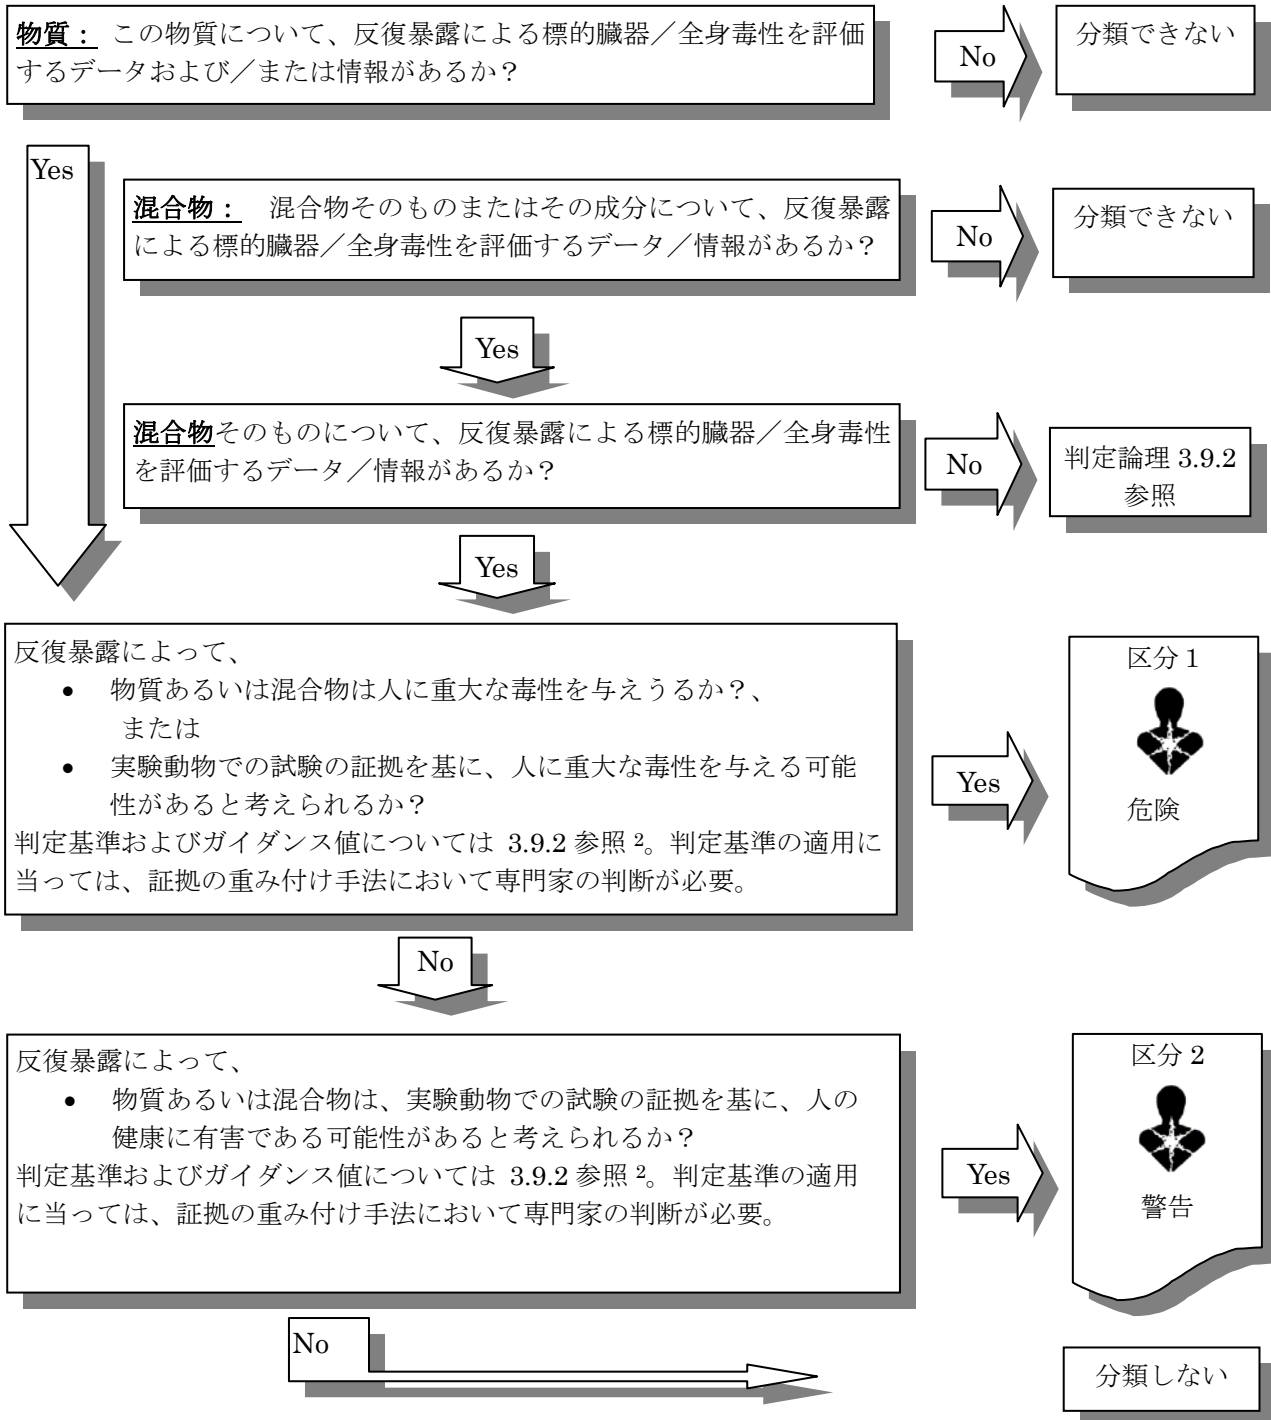 物質： この物質について、反復暴露による標的臓器／全身毒性を評価
するデータおよび／または情報があるか？
No
分類できない
Yes
混合物： 混合物そのものまたはその成分について、反復暴露
による標的臓器／全身毒性を評価するデータ／情報があるか？
No
分類できない
Yes
混合物そのものについて、反復暴露による標的臓器／全身毒性
を評価するデータ／情報があるか？
No
判定論理 3.9.2
参照
Yes
反復暴露によって、
• 物質あるいは混合物は人に重大な毒性を与えうるか？、
または
• 実験動物での試験の証拠を基に、人に重大な毒性を与える可能
性があると考えられるか？
判定基準およびガイダンス値については 3.9.2 参照 ²。判定基準の適用に
当っては、証拠の重み付け手法において専門家の判断が必要。
Yes
区分１
危険
No
反復暴露によって、
• 物質あるいは混合物は、実験動物での試験の証拠を基に、人の
健康に有害である可能性があると考えられるか？
判定基準およびガイダンス値については 3.9.2 参照 ²。判定基準の適用
に当っては、証拠の重み付け手法において専門家の判断が必要。
Yes
区分 2
警告
No
分類しない